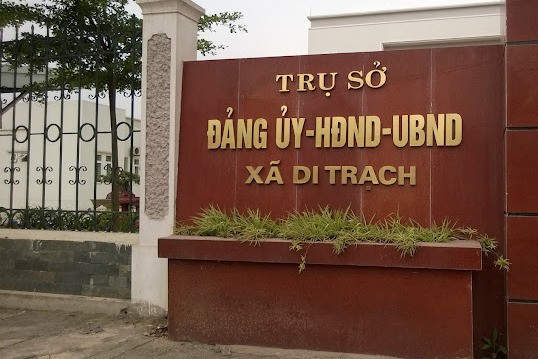 TRỤ SỞ
ĐẢNG ỦY-HĐND-UBND
XÃ DI TRẠCH